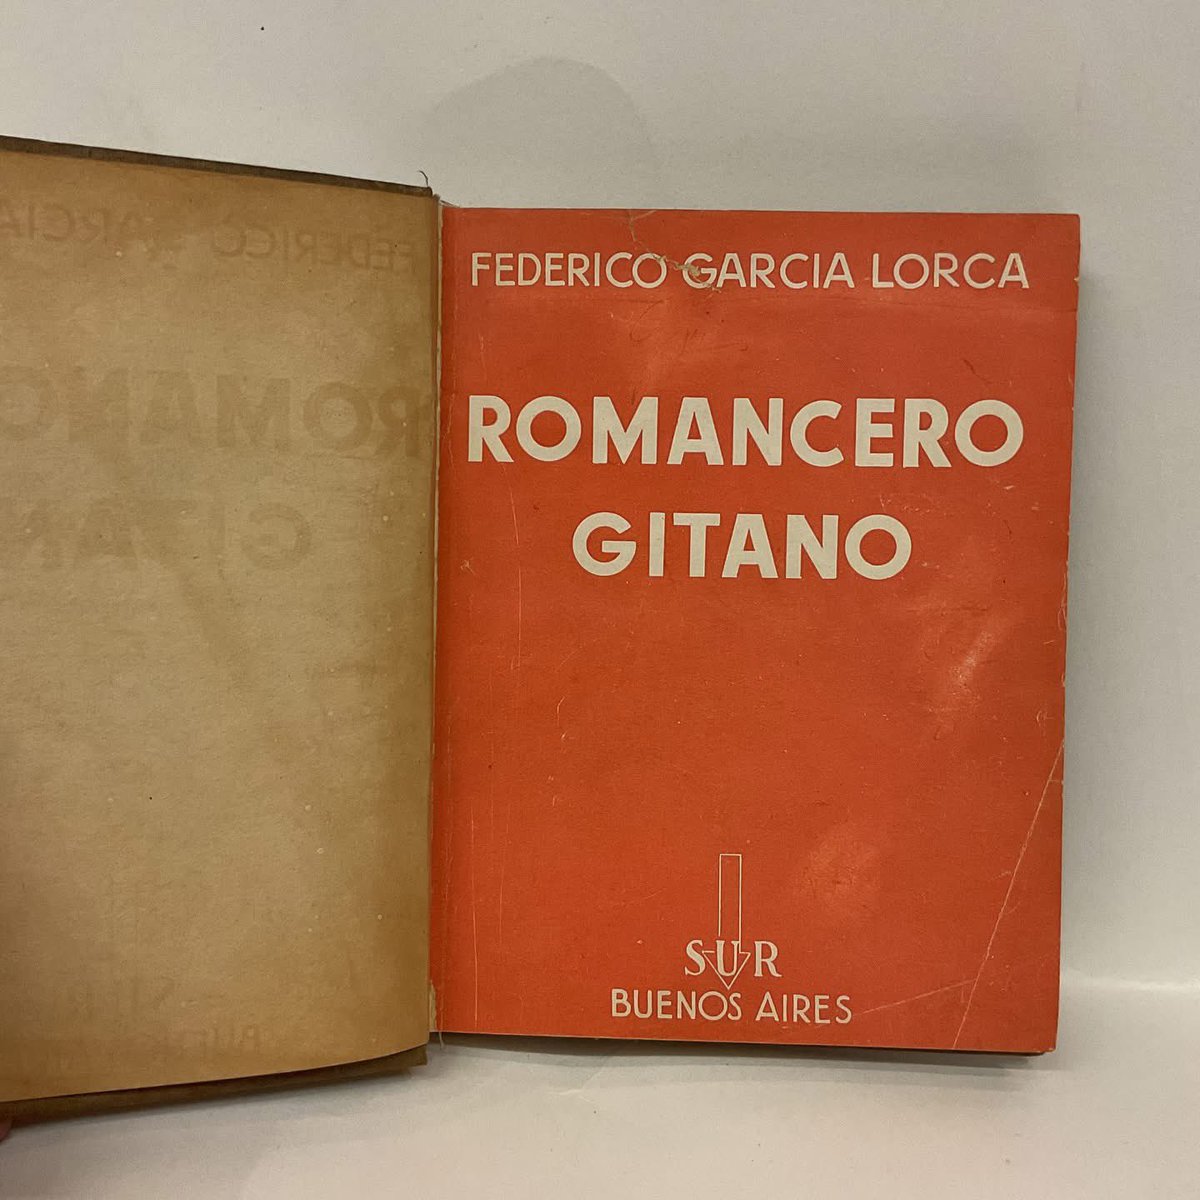 FEDERICO GARCIA LORCA
ROMANCERO
GITANO
SUR
BUENOS AIRES